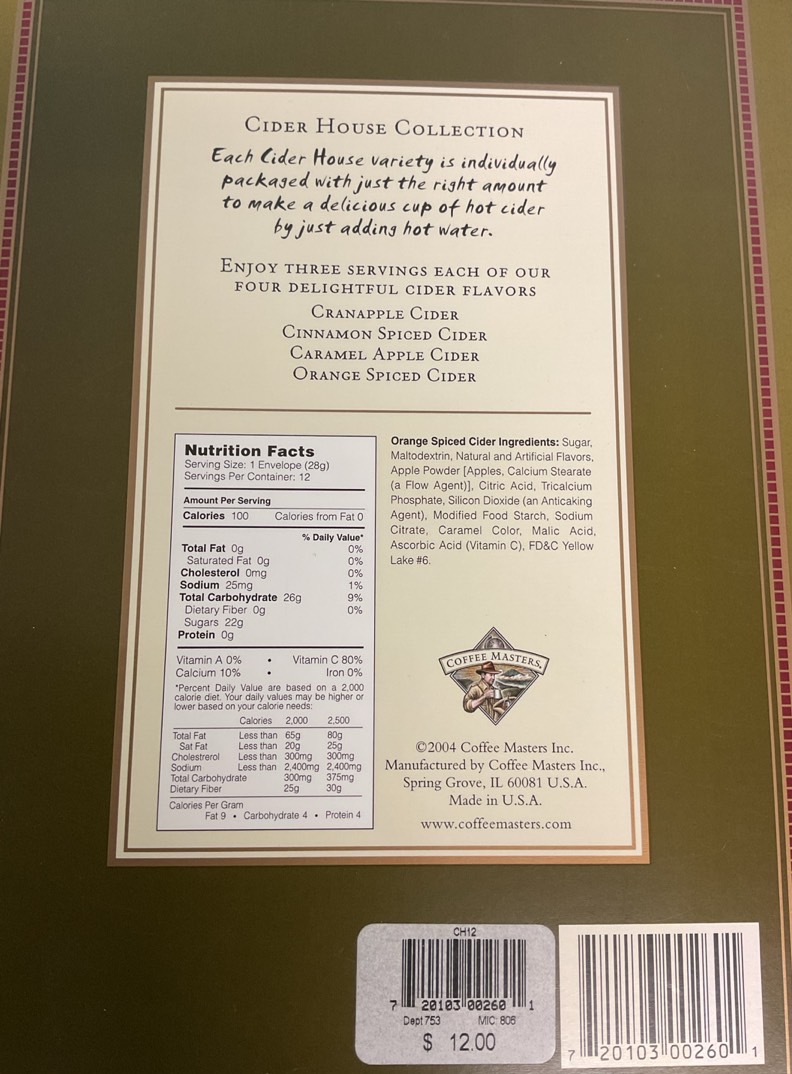 CIDER HOUSE COLLECTION
Each Cider House variety is individually
packaged with just the right amount
to make a delicious cup of hot cider
by just adding hot water.
ENJOY THREE SERVINGS EACH OF OUR
FOUR DELIGHTFUL CIDER FLAVORS
CRANAPPLE CIDER
CINNAMON SPICED CIDER
CARAMEL APPLE CIDER
ORANGE SPICED CIDER
Nutrition Facts
Serving Size: 1 Envelope (28g)
Servings Per Container: 12
Amount Per Serving
Calories 100 Calories from Fat 0
% Daily Value*
Total Fat 0g 0%
Saturated Fat 0g 0%
Cholesterol 0mg 0%
Sodium 25mg 1%
Total Carbohydrate 26g 9%
Dietary Fiber 0g 0%
Sugars 22g
Protein 0g
Vitamin A 0% • Vitamin C 80%
Calcium 10% • Iron 0%
*Percent Daily Value are based on a 2,000
calorie diet. Your daily values may be higher or
lower based on your calorie needs:
Calories 2,000 2,500
Total Fat Less than 65g 80g
Sat Fat Less than 20g 25g
Cholestrerol Less than 300mg 300mg
Sodium Less than 2,400mg 2,400mg
Total Carbohydrate 300mg 375mg
Dietary Fiber 25g 30g
Calories Per Gram
Fat 9 • Carbohydrate 4 • Protein 4
Orange Spiced Cider Ingredients: Sugar,
Maltodextrin, Natural and Artificial Flavors,
Apple Powder [Apples, Calcium Stearate
(a Flow Agent)], Citric Acid, Tricalcium
Phosphate, Silicon Dioxide (an Anticaking
Agent), Modified Food Starch, Sodium
Citrate, Caramel Color, Malic Acid,
Ascorbic Acid (Vitamin C), FD&C Yellow
Lake #6.
COFFEE MASTERS.
©2004 Coffee Masters Inc.
Manufactured by Coffee Masters Inc.,
Spring Grove, IL 60081 U.S.A.
Made in U.S.A.
www.coffeemasters.com
CH12
7 20103 00260 1
Dept 753 MIC: 806
$ 12.00
7 20103 00260 1